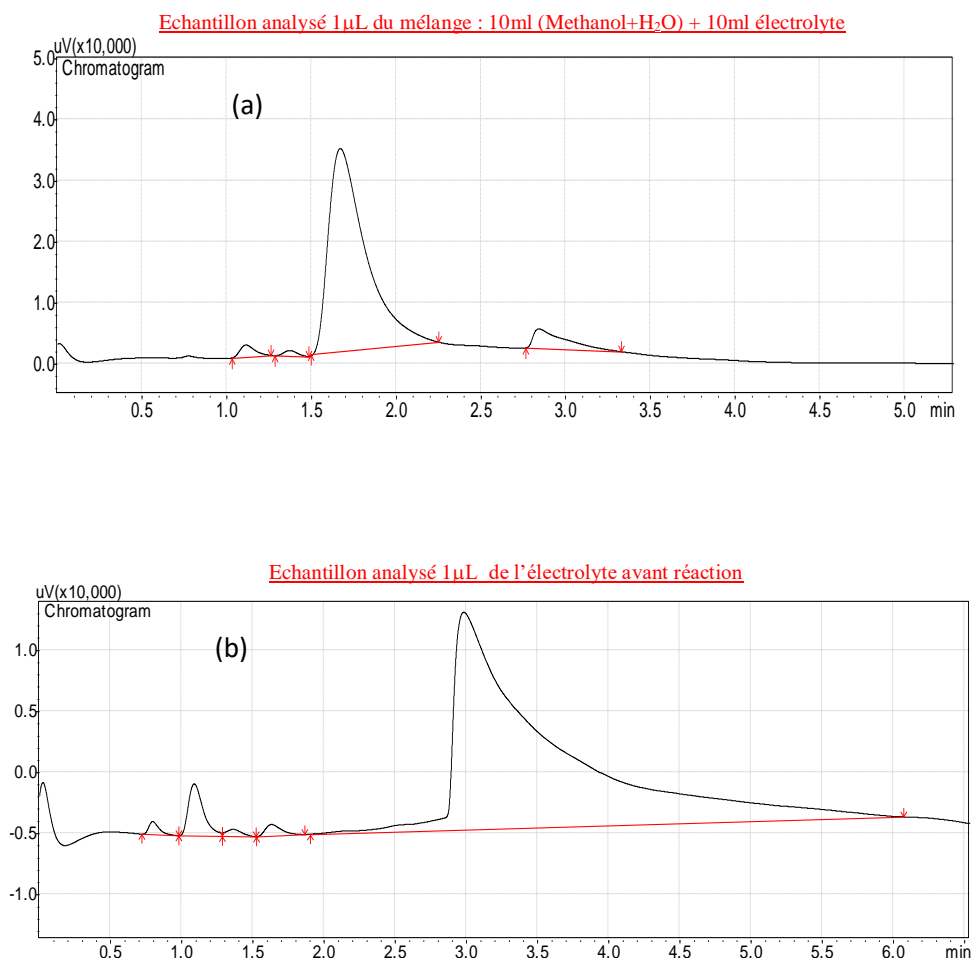 Echantillon analysé 1µL du mélange : 10ml (Methanol+H₂O) + 10ml électrolyte
uV(x10,000)
Chromatogram
(a)
5.0
4.0
3.0
2.0
1.0
0.0
0.5 1.0 1.5 2.0 2.5 3.0 3.5 4.0 4.5 5.0 min
Echantillon analysé 1µL de l’électrolyte avant réaction
uV(x10,000)
Chromatogram
(b)
1.0
0.5
0.0
-0.5
-1.0
0.5 1.0 1.5 2.0 2.5 3.0 3.5 4.0 4.5 5.0 5.5 6.0 min